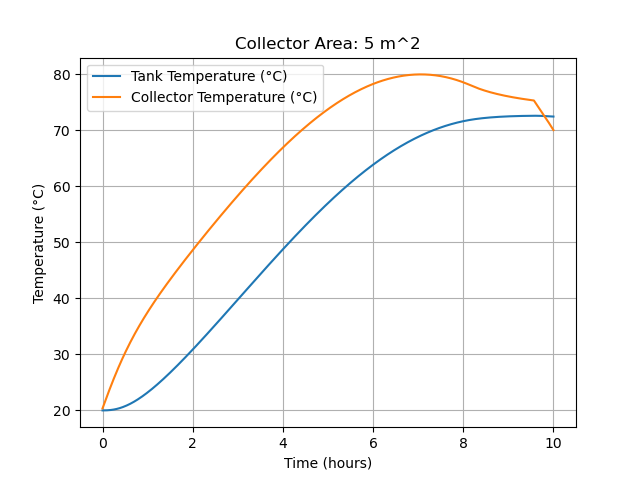 Collector Area: 5 m^2
Tank Temperature (°C)
Collector Temperature (°C)
Temperature (°C)
80
70
60
50
40
30
20
0 2 4 6 8 10
Time (hours)